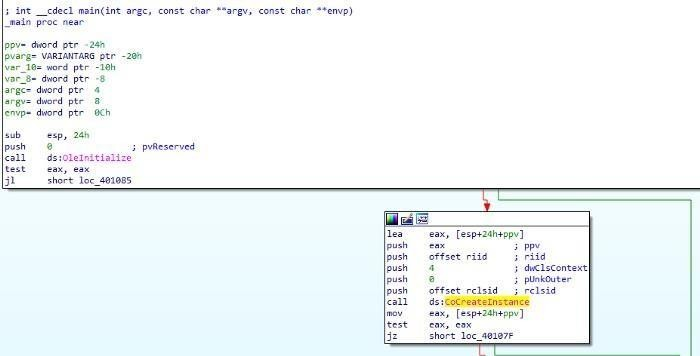 ; int __cdecl main(int argc, const char **argv, const char **envp)
_main proc near
ppv= dword ptr -24h
pvarg= VARIANTARG ptr -20h
var_10= word ptr -10h
var_8= dword ptr -8
argc= dword ptr  4
argv= dword ptr  8
envp= dword ptr  0Ch
sub     esp, 24h
push    0               ; pvReserved
call    ds:OleInitialize
test    eax, eax
jl      short loc_401085
lea     eax, [esp+24h+ppv]
push    eax             ; ppv
push    offset riid     ; riid
push    4               ; dwClsContext
push    0               ; pUnkOuter
push    offset rclsid   ; rclsid
call    ds:CoCreateInstance
mov     eax, [esp+24h+ppv]
test    eax, eax
jz      short loc_40107F